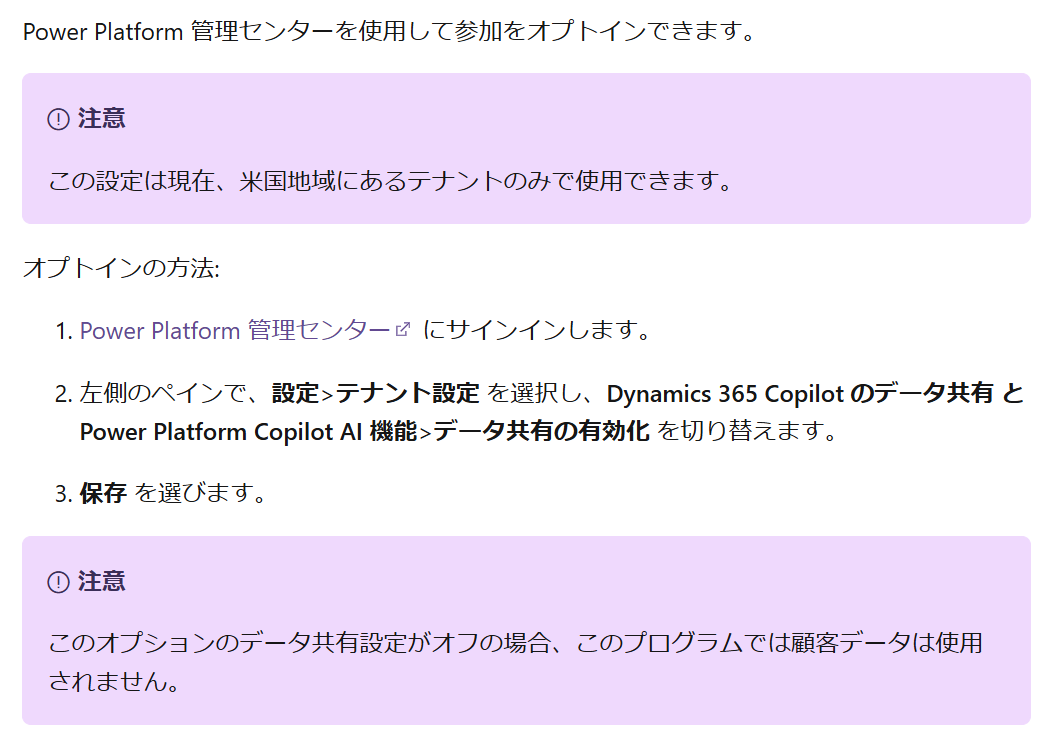 Power Platform 管理センターを使用して参加をオプトインできます。
注意
この設定は現在、米国地域にあるテナントのみで使用できます。
オプトインの方法:
1. Power Platform 管理センター にサインインします。
2. 左側のペインで、設定>テナント設定 を選択し、Dynamics 365 Copilot のデータ共有 と
Power Platform Copilot AI 機能>データ共有の有効化 を切り替えます。
3. 保存 を選びます。
注意
このオプションのデータ共有設定がオフの場合、このプログラムでは顧客データは使用
されません。